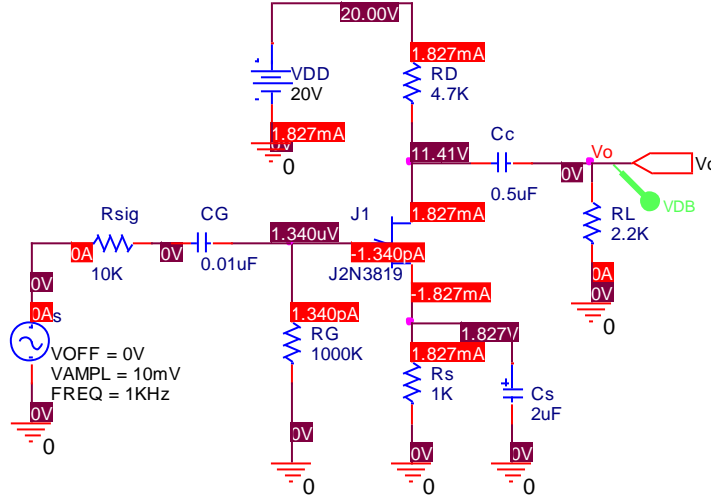 20.00V
1.827mA
VDD
20V
RD
4.7K
1.827mA
0V
0
11.41V
Cc
0.5uF
Vo
Vo
0V
VDB
Rsig
10K
CG
0.01uF
1.340uV
J1
1.827mA
-1.340pA
J2N3819
RL
2.2K
0A
0V
0
0A
0V
0V
-1.827mA
0A
s
VOFF = 0V
VAMPL = 10mV
FREQ = 1KHz
1.340pA
RG
1000K
1.827V
1.827mA
Rs
1K
Cs
2uF
0V
0
0V
0
0V
0V
0